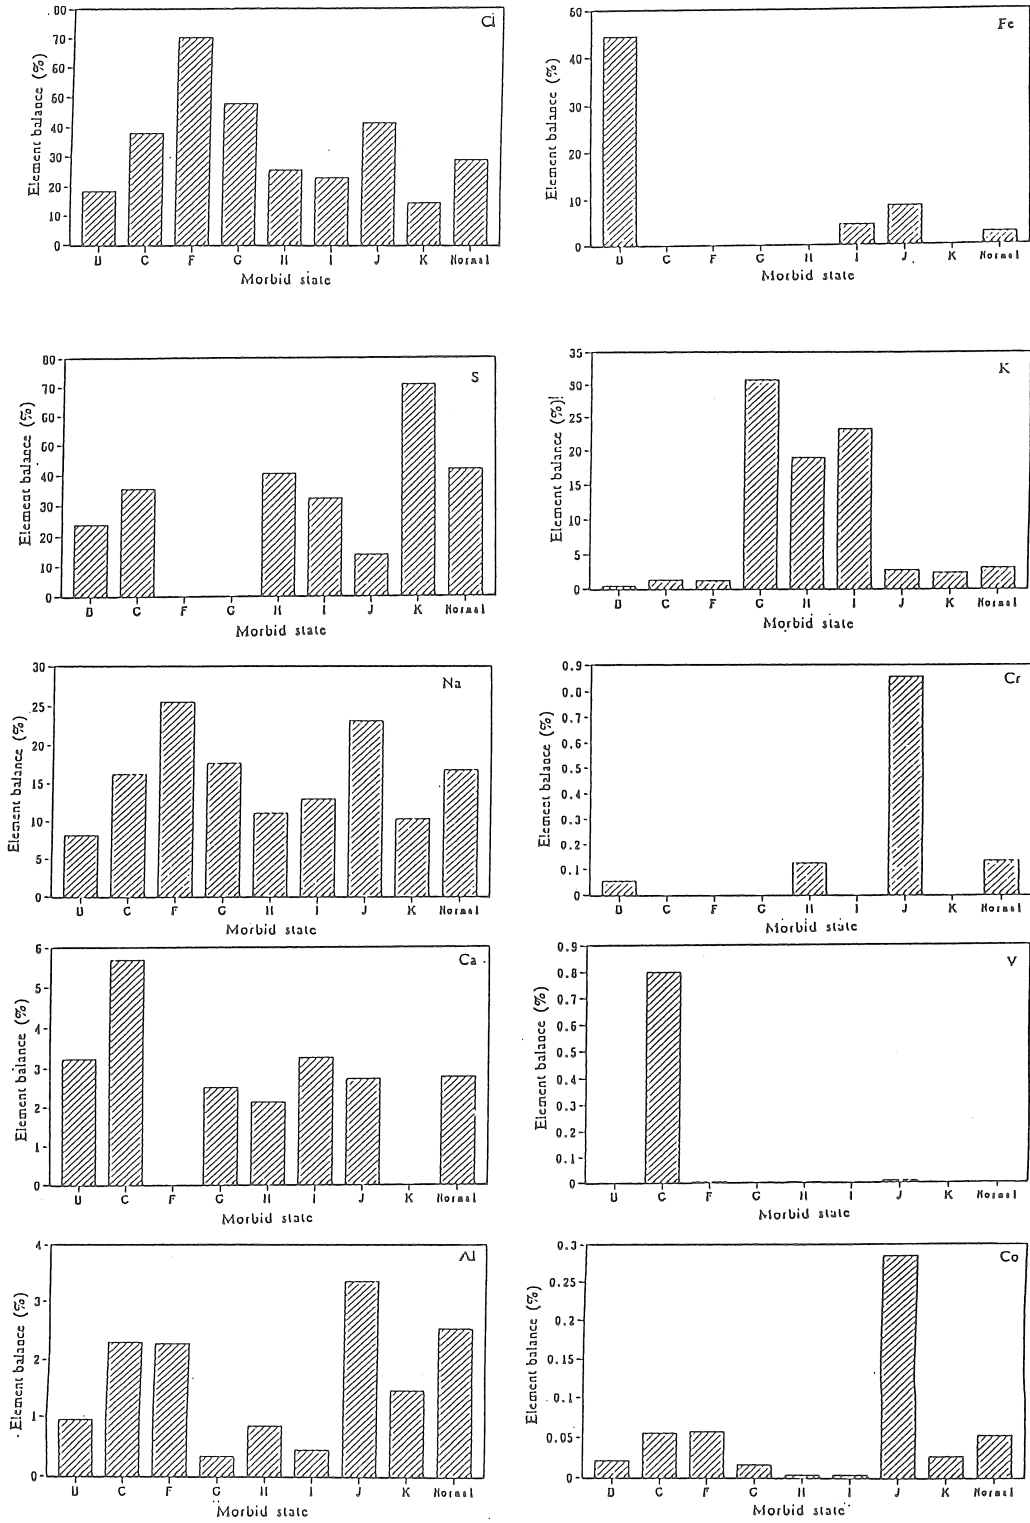 Element balance (%)
80
70
60
50
40
30
20
10
0
Cl
B C F G H I J K Normal
Morbid state
Element balance (%)
50
40
30
20
10
0
Fe
B C F G H I J K Normal
Morbid state
Element balance (%)
80
70
60
50
40
30
20
10
0
S
B C F G H I J K Normal
Morbid state
Element balance (%)
35
30
25
20
15
10
5
0
K
B C F G H I J K Normal
Morbid state
Element balance (%)
30
25
20
15
10
5
0
Na
B C F G H I J K Normal
Morbid state
Element balance (%)
0.9
0.8
0.7
0.6
0.5
0.4
0.3
0.2
0.1
0
Cr
B C F G H I J K Normal
Morbid state
Element balance (%)
6
5
4
3
2
1
0
Ca
B C F G H I J K Normal
Morbid state
Element balance (%)
0.9
0.8
0.7
0.6
0.5
0.4
0.3
0.2
0.1
0
V
B C F G H I J K Normal
Morbid state
Element balance (%)
4
3
2
1
0
Al
B C F G H I J K Normal
Morbid state
Element balance (%)
0.3
0.25
0.2
0.15
0.1
0.05
0
Co
B C F G H I J K Normal
Morbid state